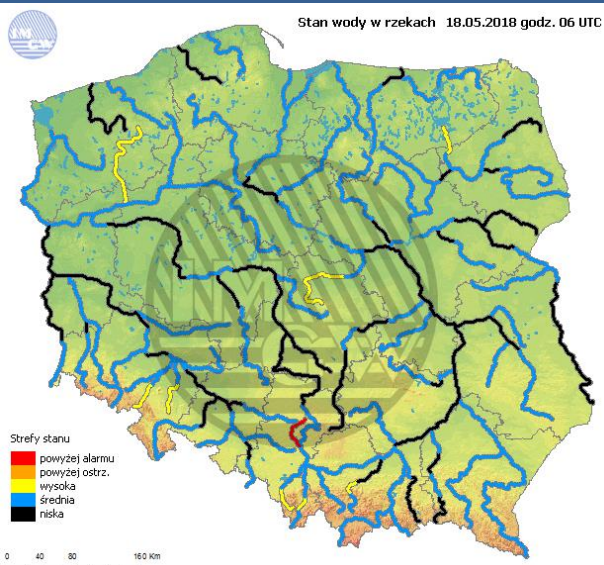 Stan wody w rzekach 18.05.2018 godz. 06 UTC
IMGW
Strefy stanu
powyżej alarmu
powyżej ostrz.
wysoka
średnia
niska
0 40 80 160 Km